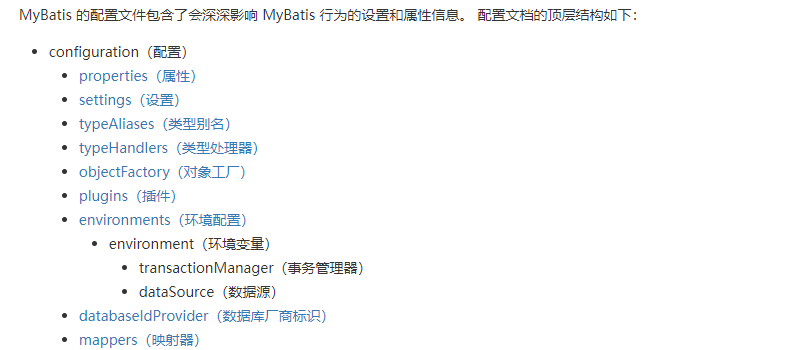 MyBatis 的配置文件包含了会深深影响 MyBatis 行为的设置和属性信息。 配置文档的顶层结构如下：
configuration（配置）
properties（属性）
settings（设置）
typeAliases（类型别名）
typeHandlers（类型处理器）
objectFactory（对象工厂）
plugins（插件）
environments（环境配置）
environment（环境变量）
transactionManager（事务管理器）
dataSource（数据源）
databaseIdProvider（数据库厂商标识）
mappers（映射器）